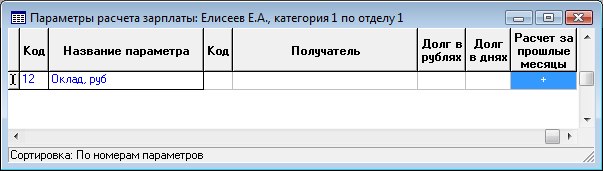 Параметры расчета зарплаты: Елисеев Е.А., категория 1 по отделу 1
Код Название параметра Код Получатель Долг в рублях Долг в днях Расчет за прошлые месяцы
12 Оклад, руб +
Сортировка: По номерам параметров